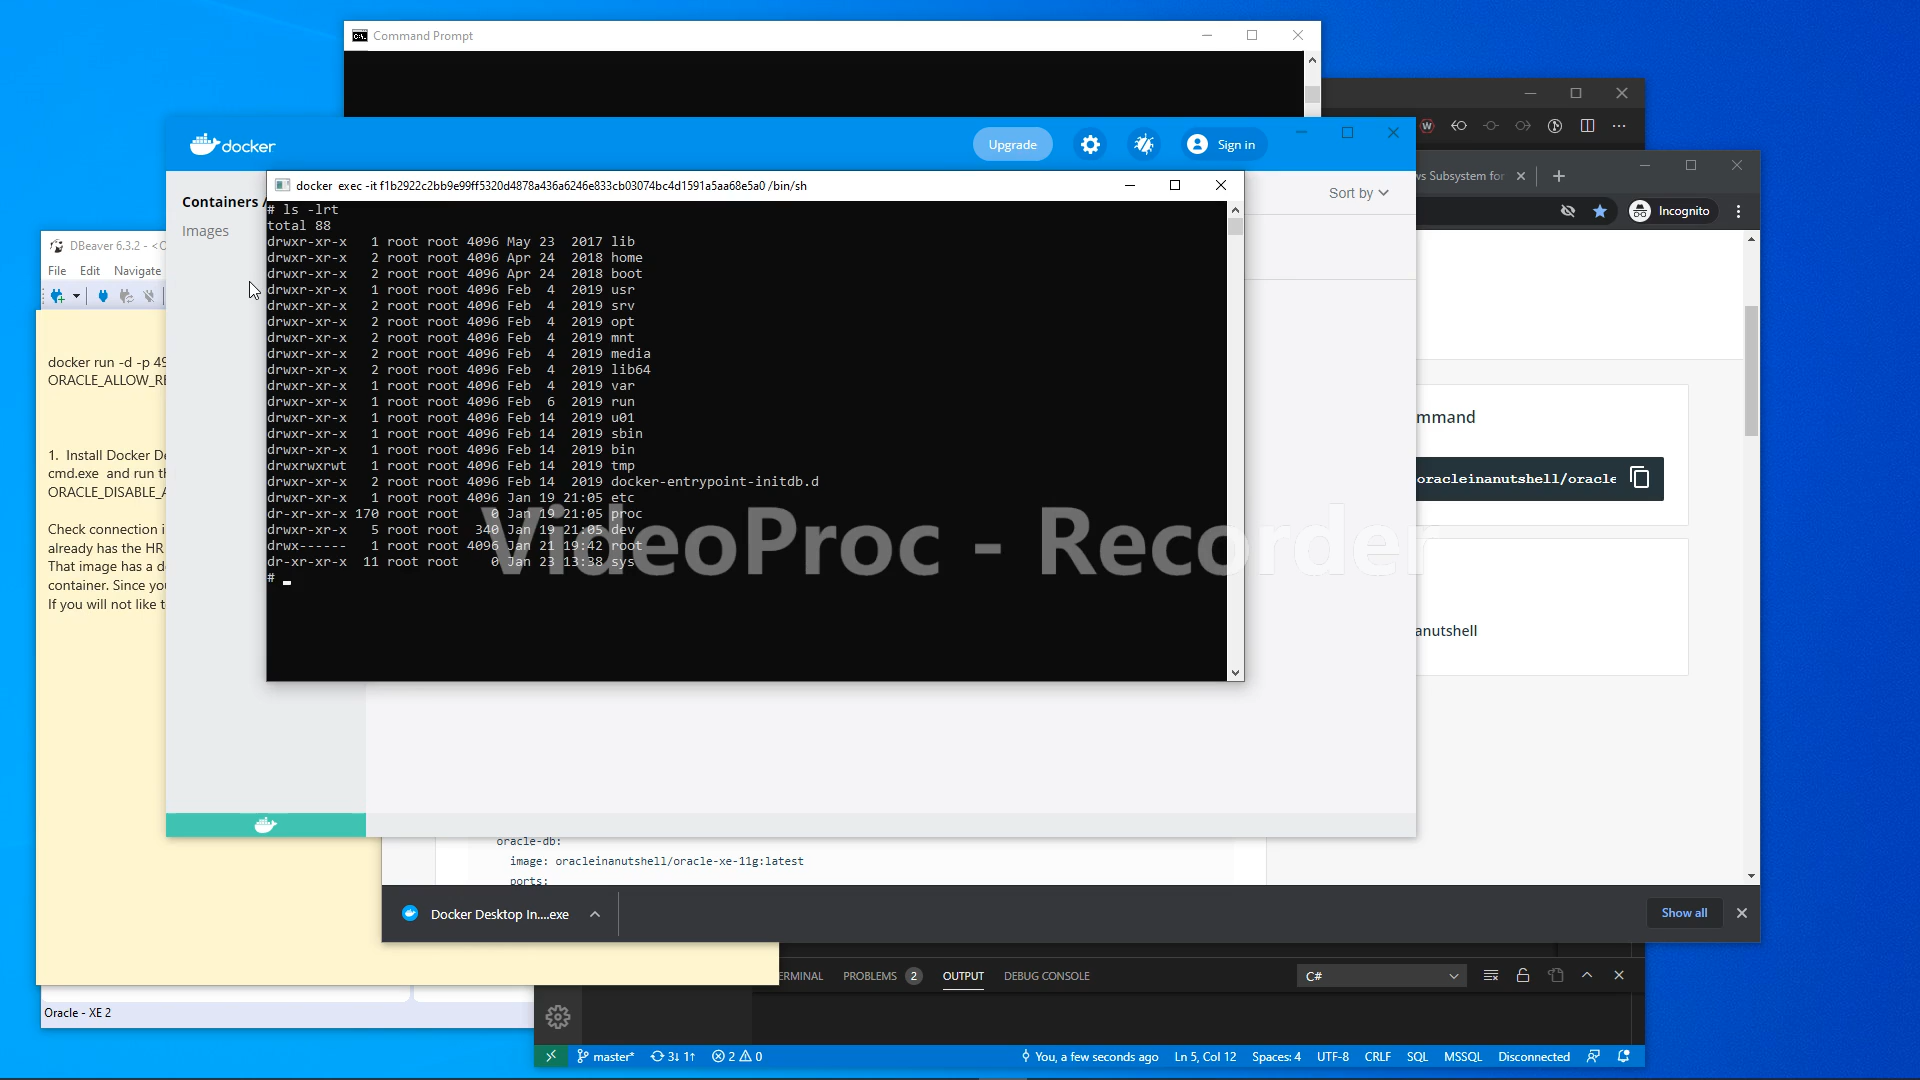 Command Prompt
docker
Upgrade
Sign in
docker exec -it f1b2922c2bb9e99ff5320d4878a436a6246e833cb03074bc4d1591a5aa68e5a0 /bin/sh
Containers /
Images
Sort by
ws Subsystem for
Incognito
DBeaver 6.3.2 - <O
File Edit Navigate
# ls -lrt
total 88
drwxr-xr-x 1 root root 4096 May 23 2017 lib
drwxr-xr-x 2 root root 4096 Apr 24 2018 home
drwxr-xr-x 2 root root 4096 Apr 24 2018 boot
drwxr-xr-x 1 root root 4096 Feb 4 2019 usr
drwxr-xr-x 2 root root 4096 Feb 4 2019 srv
drwxr-xr-x 2 root root 4096 Feb 4 2019 opt
drwxr-xr-x 2 root root 4096 Feb 4 2019 mnt
drwxr-xr-x 2 root root 4096 Feb 4 2019 media
drwxr-xr-x 2 root root 4096 Feb 4 2019 lib64
drwxr-xr-x 1 root root 4096 Feb 4 2019 var
drwxr-xr-x 1 root root 4096 Feb 6 2019 run
drwxr-xr-x 1 root root 4096 Feb 14 2019 u01
drwxr-xr-x 1 root root 4096 Feb 14 2019 sbin
drwxr-xr-x 1 root root 4096 Feb 14 2019 bin
drwxrwxrwt 1 root root 4096 Feb 14 2019 tmp
drwxr-xr-x 2 root root 4096 Feb 14 2019 docker-entrypoint-initdb.d
drwxr-xr-x 1 root root 4096 Jan 19 21:05 etc
dr-xr-xr-x 170 root root 0 Jan 19 21:05 proc
drwxr-xr-x 5 root root 340 Jan 19 21:05 dev
drwx------ 1 root root 4096 Jan 21 19:42 root
dr-xr-xr-x 11 root root 0 Jan 23 13:38 sys
#
VideoProc - Recorder
docker run -d -p 49
ORACLE_ALLOW_RE
1. Install Docker De
cmd.exe and run th
ORACLE_DISABLE_A
Check connection i
already has the HR
That image has a de
container. Since you
If you will not like t
mmand
oracleinanutshell/oracle
anutshell
oracle-db:
image: oracleinanutshell/oracle-xe-11g:latest
ports:
Docker Desktop In....exe
Show all
ERMINAL PROBLEMS 2 OUTPUT DEBUG CONSOLE
C#
Oracle - XE 2
master* 3↓ 1↑ 2 0
You, a few seconds ago Ln 5, Col 12 Spaces: 4 UTF-8 CRLF SQL MSSQL Disconnected